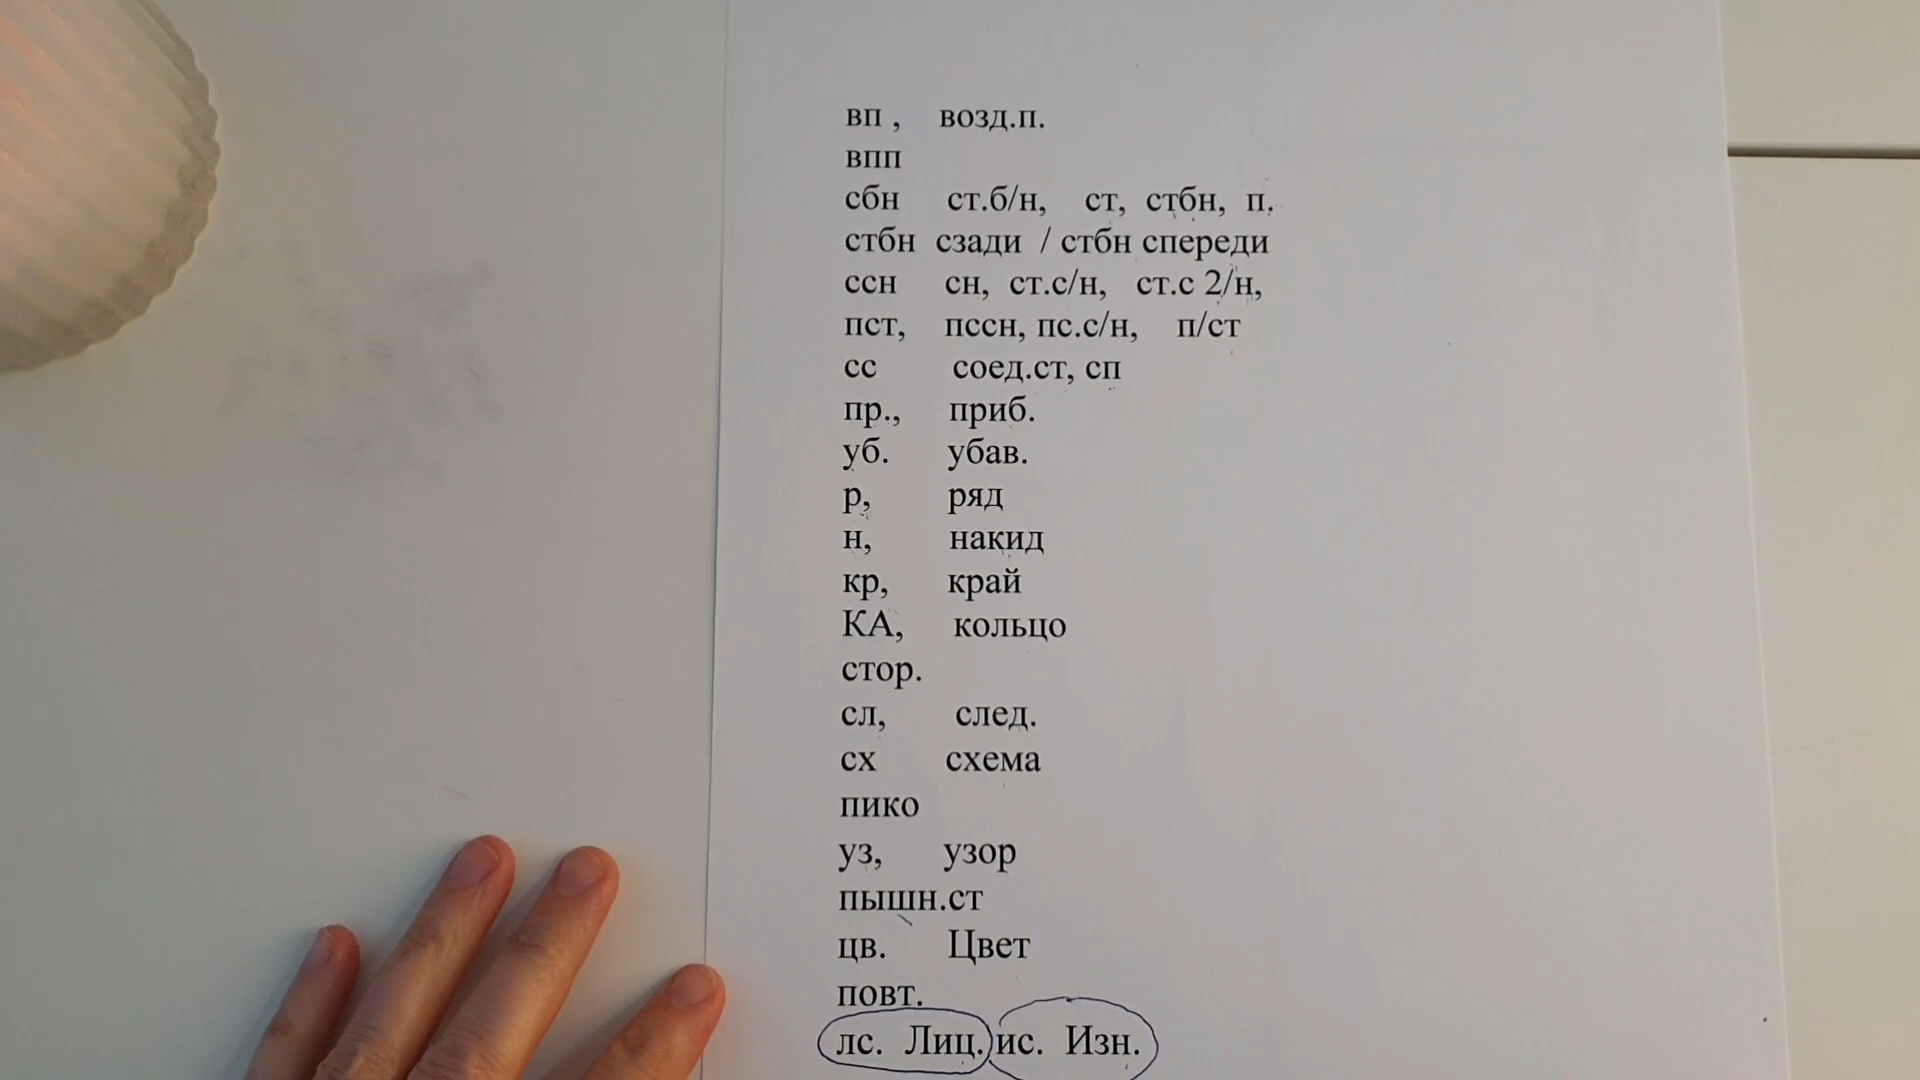 вп , возд.п.
впп
сбн ст.б/н, ст, стбн, п.
стбн сзади / стбн спереди
ссн сн, ст.с/н, ст.с 2/н,
пст, пссн, пс.с/н, п/ст
сс соед.ст, сп
пр., приб.
уб. убав.
р, ряд
н, накид
кр, край
КА, кольцо
стор.
сл, след.
сх схема
пико
уз, узор
пышн.ст
цв. Цвет
повт.
лс. Лиц. ис. Изн.